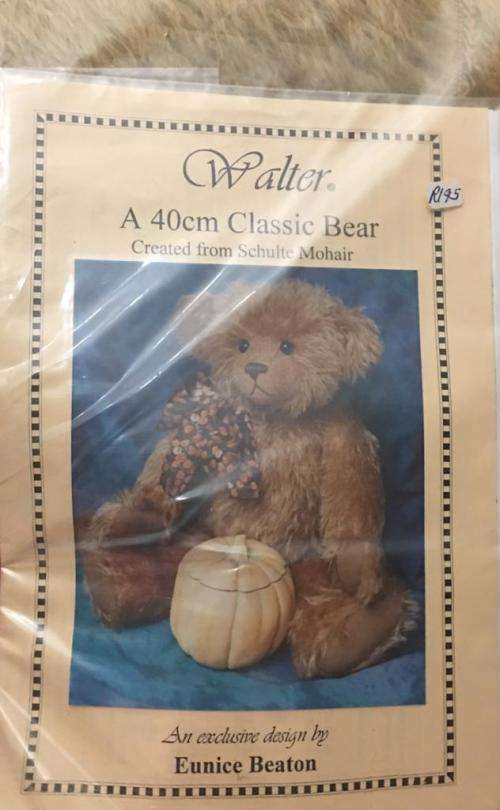 Walter.
R195
A 40cm Classic Bear
Created from Schulte Mohair
An exclusive design by
Eunice Beaton